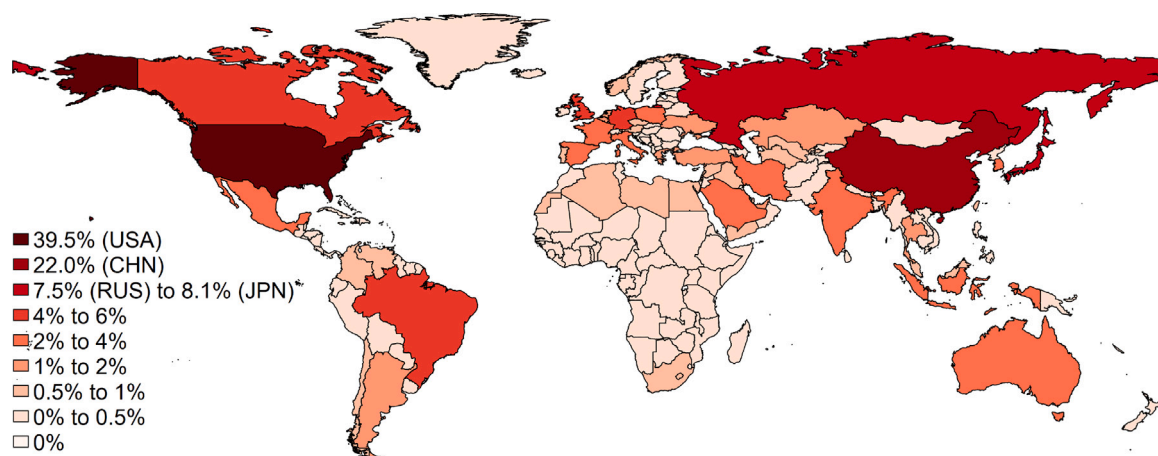 39.5% (USA)
22.0% (CHN)
7.5% (RUS) to 8.1% (JPN)
4% to 6%
2% to 4%
1% to 2%
0.5% to 1%
0% to 0.5%
0%